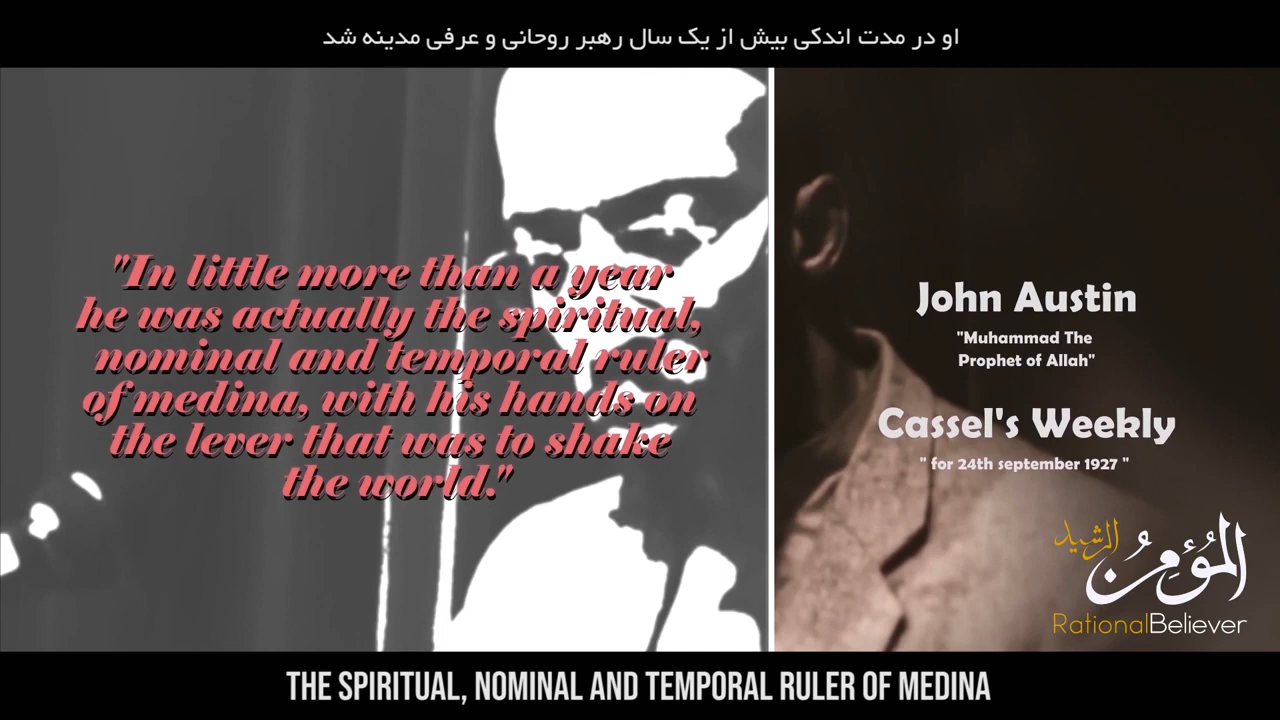 او در مدت اندکی بیش از یک سال رهبر روحانی و عرفی مدینه شد
"In little more than a year
he was actually the spiritual,
nominal and temporal ruler
of medina, with his hands on
the lever that was to shake
the world."
John Austin
"Muhammad The
Prophet of Allah"
Cassel's Weekly
" for 24th september 1927 "
المؤمن الرشيد
RationalBeliever
THE SPIRITUAL, NOMINAL AND TEMPORAL RULER OF MEDINA